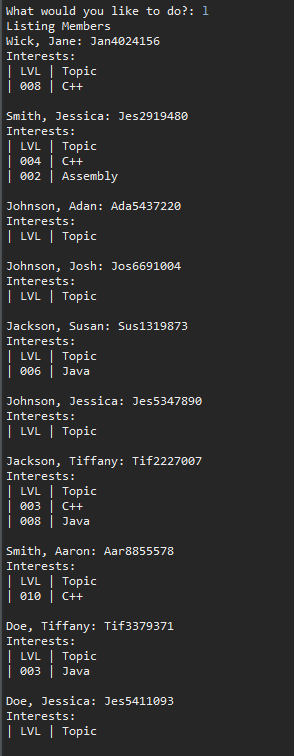 What would you like to do?: l
Listing Members
Wick, Jane: Jan4024156
Interests:
| LVL | Topic
| 008 | C++
Smith, Jessica: Jes2919480
Interests:
| LVL | Topic
| 004 | C++
| 002 | Assembly
Johnson, Adan: Ada5437220
Interests:
| LVL | Topic
Johnson, Josh: Jos6691004
Interests:
| LVL | Topic
Jackson, Susan: Sus1319873
Interests:
| LVL | Topic
| 006 | Java
Johnson, Jessica: Jes5347890
Interests:
| LVL | Topic
Jackson, Tiffany: Tif2227007
Interests:
| LVL | Topic
| 003 | C++
| 008 | Java
Smith, Aaron: Aar8855578
Interests:
| LVL | Topic
| 010 | C++
Doe, Tiffany: Tif3379371
Interests:
| LVL | Topic
| 003 | Java
Doe, Jessica: Jes5411093
Interests:
| LVL | Topic